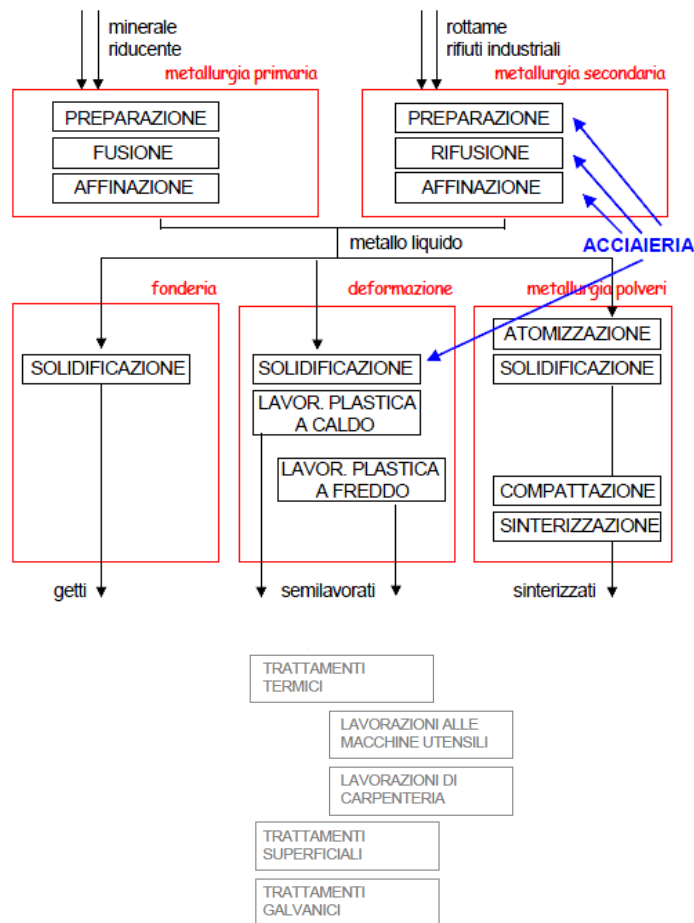 minerale
riducente
rottame
rifiuti industriali
metallurgia primaria
metallurgia secondaria
PREPARAZIONE
FUSIONE
AFFINAZIONE
PREPARAZIONE
RIFUSIONE
AFFINAZIONE
metallo liquido
ACCIAIERIA
fonderia
deformazione
metallurgia polveri
SOLIDIFICAZIONE
SOLIDIFICAZIONE
LAVOR. PLASTICA
A CALDO
LAVOR. PLASTICA
A FREDDO
ATOMIZZAZIONE
SOLIDIFICAZIONE
COMPATTAZIONE
SINTERIZZAZIONE
getti
semilavorati
sinterizzati
TRATTAMENTI
TERMICI
LAVORAZIONI ALLE
MACCHINE UTENSILI
LAVORAZIONI DI
CARPENTERIA
TRATTAMENTI
SUPERFICIALI
TRATTAMENTI
GALVANICI